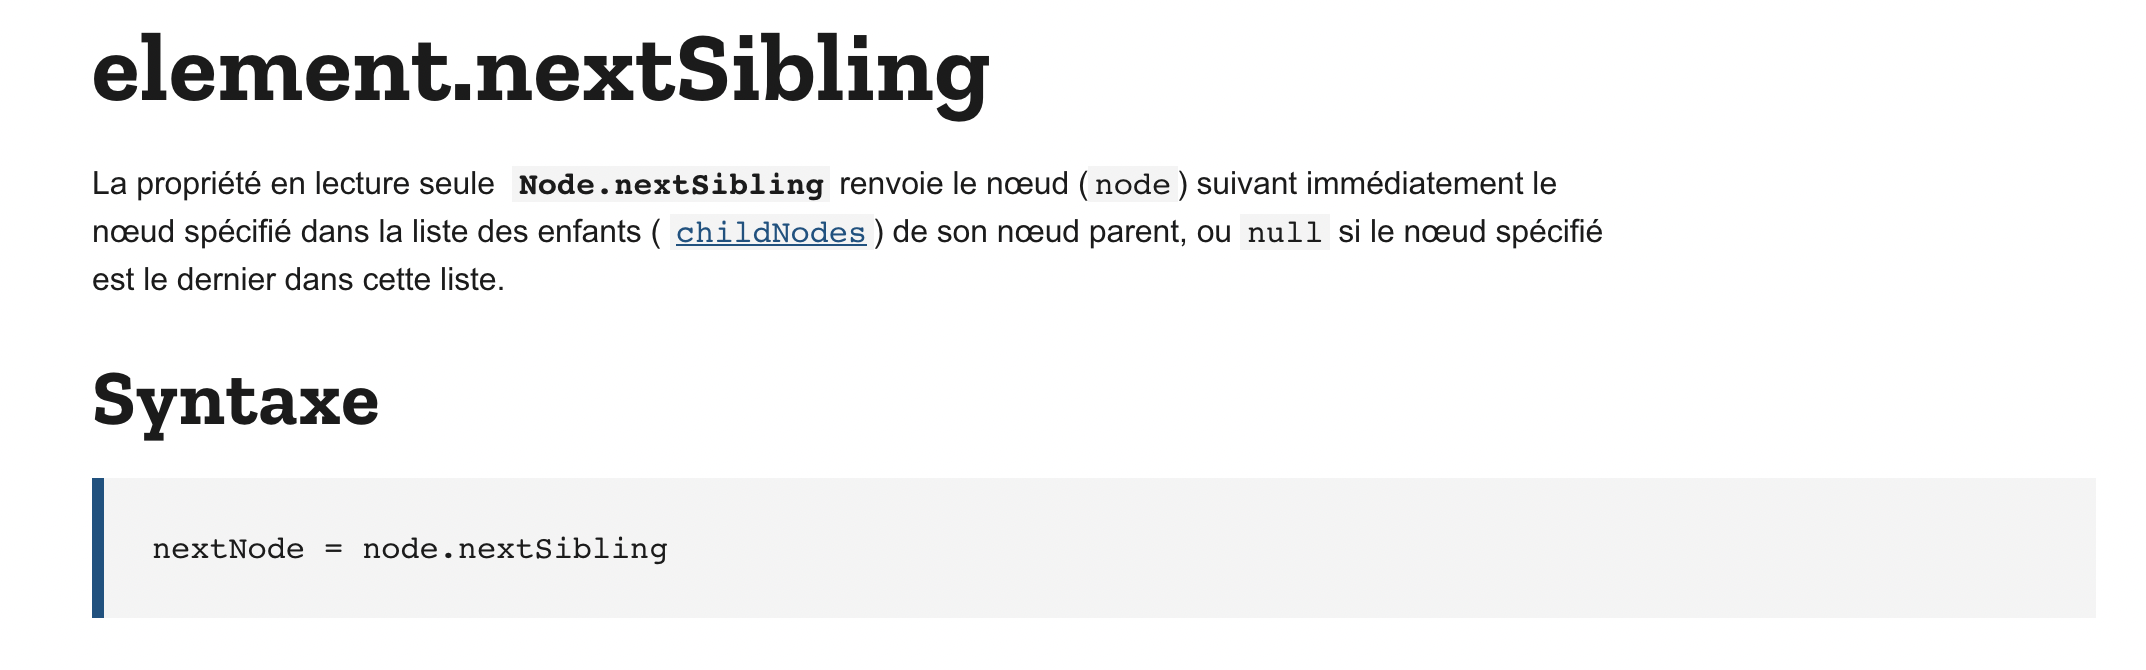 element.nextSibling
La propriété en lecture seule Node.nextSibling renvoie le nœud (node) suivant immédiatement le
nœud spécifié dans la liste des enfants ( childNodes) de son nœud parent, ou null si le nœud spécifié
est le dernier dans cette liste.
Syntaxe
nextNode = node.nextSibling